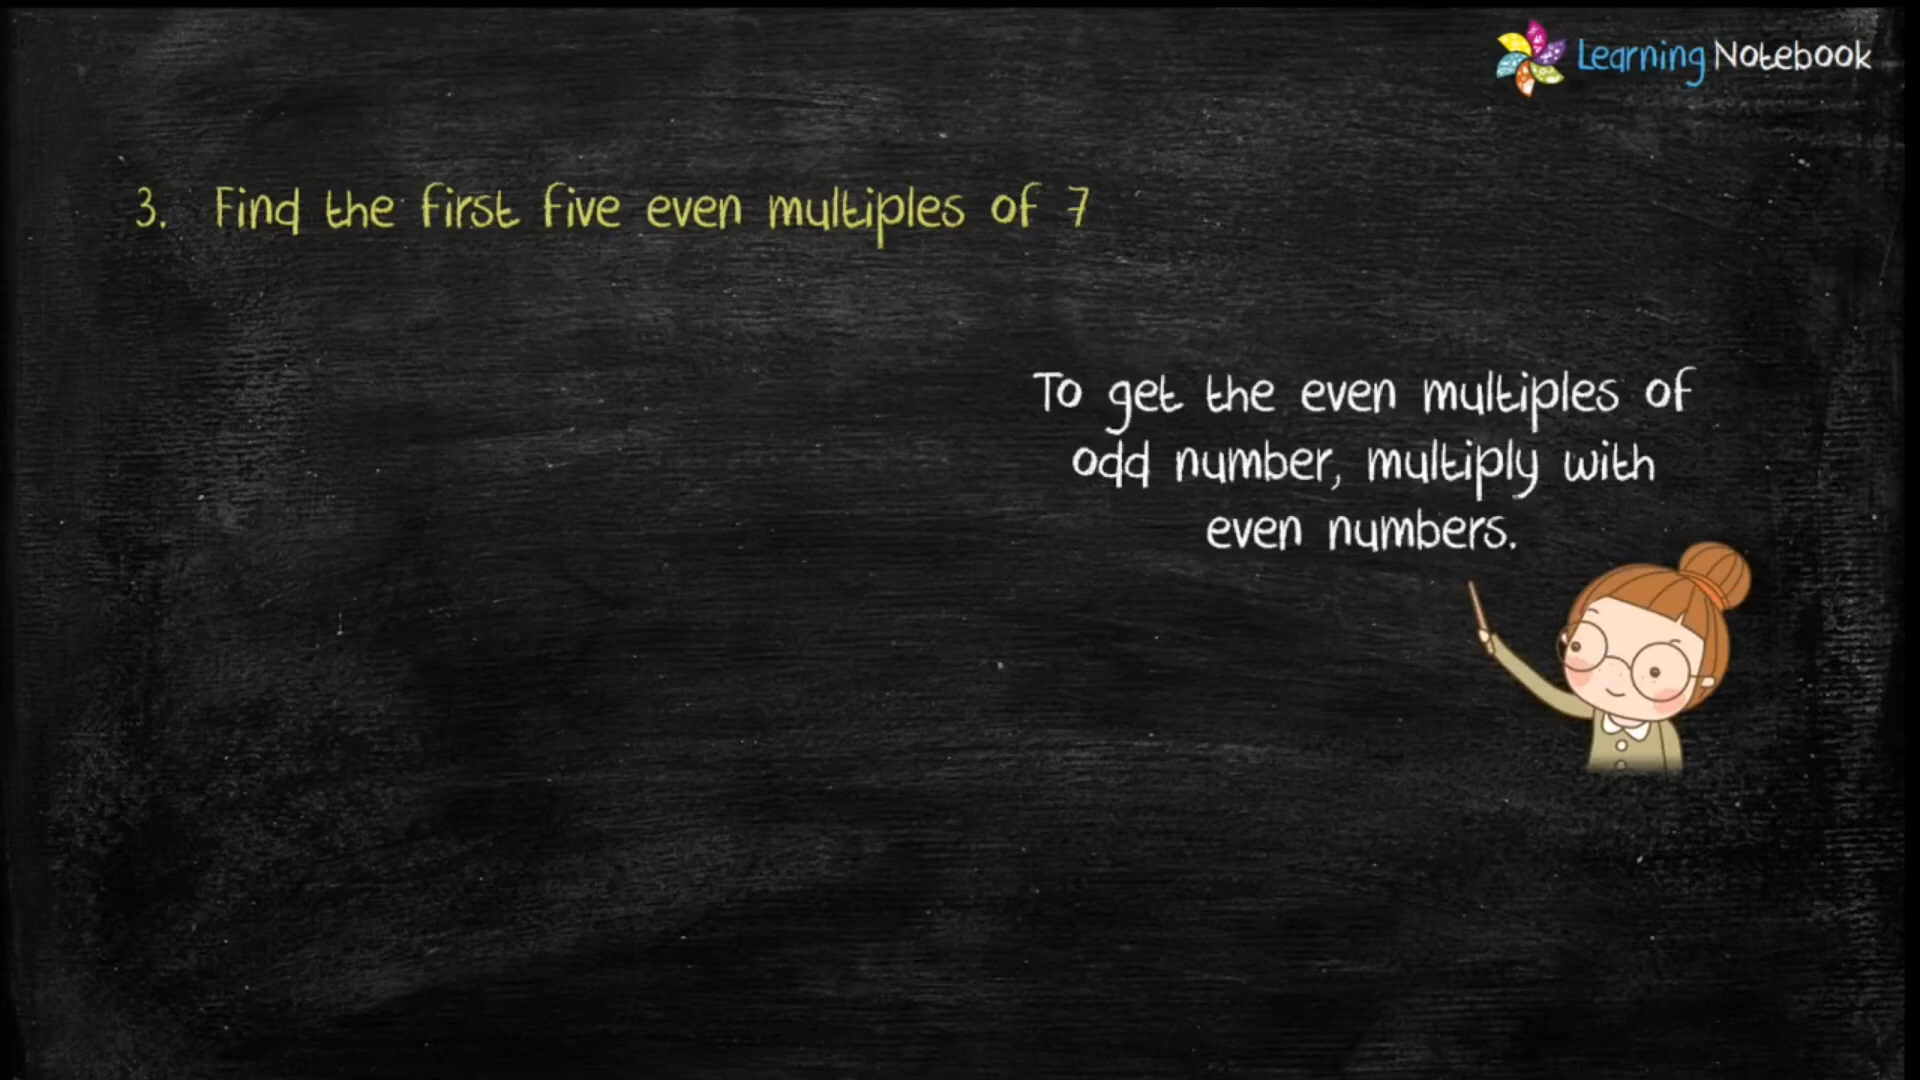 Learning Notebook
3. Find the first five even multiples of 7
To get the even multiples of
odd number, multiply with
even numbers.